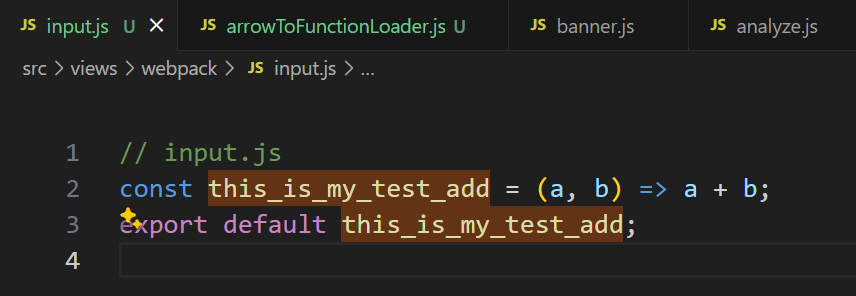 JS input.js U × JS arrowToFunctionLoader.js U JS banner.js JS analyze.js
src > views > webpack > JS input.js > ...
1 // input.js
2 const this_is_my_test_add = (a, b) => a + b;
3 export default this_is_my_test_add;
4